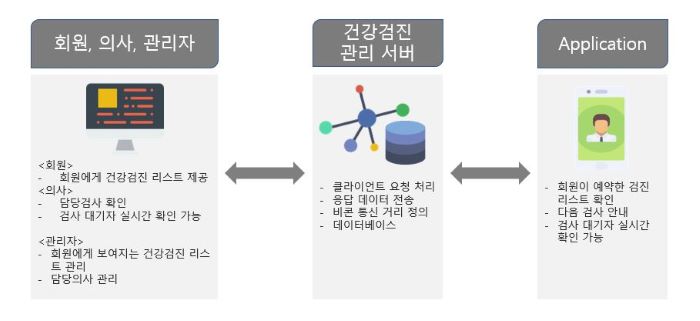 회원, 의사, 관리자
<회원>
- 회원에게 건강검진 리스트 제공
<의사>
- 담당검사 확인
- 검사 대기자 실시간 확인 가능
<관리자>
- 회원에게 보여지는 건강검진 리스
트 관리
- 담당의사 관리
건강검진
관리 서버
- 클라이언트 요청 처리
- 응답 데이터 전송
- 비콘 통신 거리 정의
- 데이터베이스
Application
- 회원이 예약한 검진
리스트 확인
- 다음 검사 안내
- 검사 대기자 실시간
확인 가능